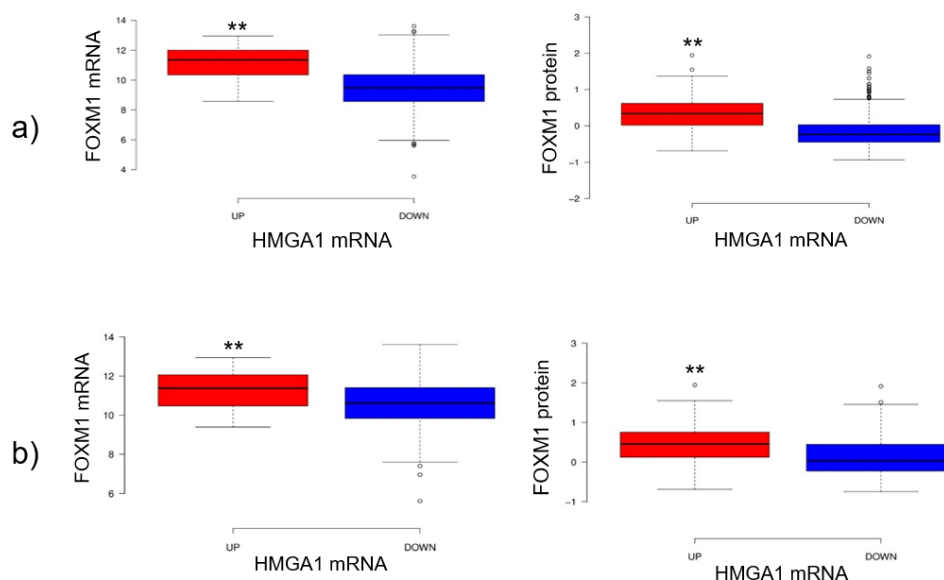 a)
FOXM1 mRNA
14
12
10
8
6
4
**
UP
DOWN
HMGA1 mRNA
FOXM1 protein
3
2
1
0
−1
−2
**
UP
DOWN
HMGA1 mRNA
b)
FOXM1 mRNA
14
12
10
8
6
**
UP
DOWN
HMGA1 mRNA
FOXM1 protein
3
2
1
0
−1
**
UP
DOWN
HMGA1 mRNA